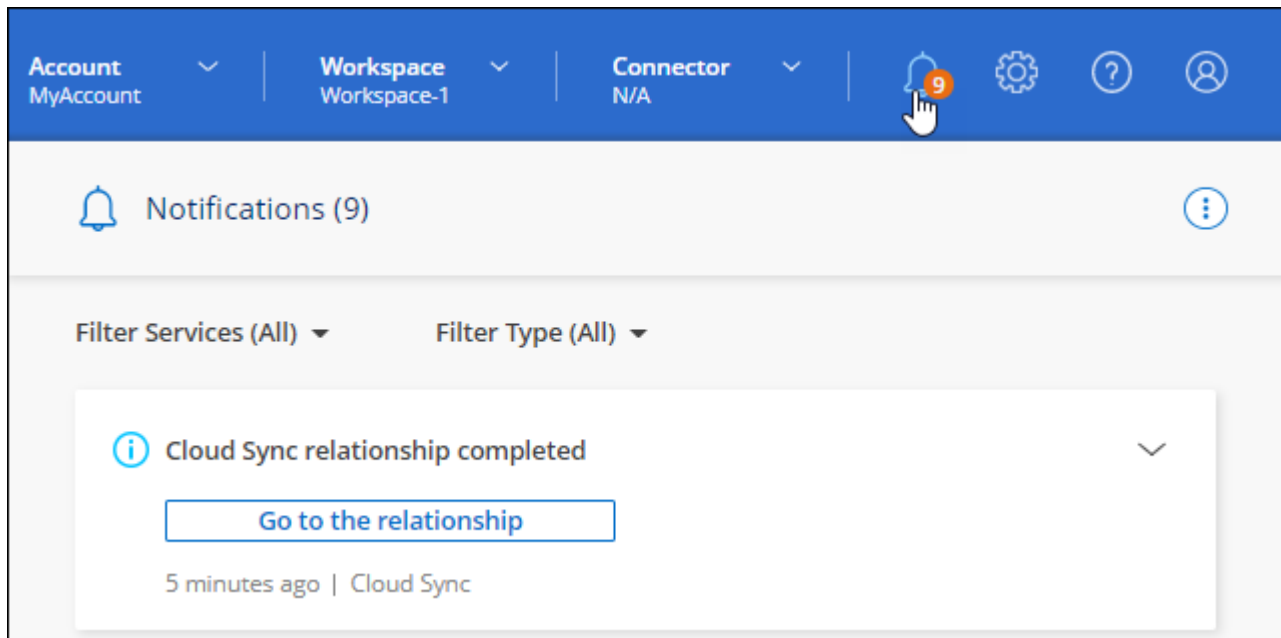 Account
MyAccount
Workspace
Workspace-1
Connector
N/A
9
Notifications (9)
Filter Services (All)
Filter Type (All)
Cloud Sync relationship completed
Go to the relationship
5 minutes ago | Cloud Sync